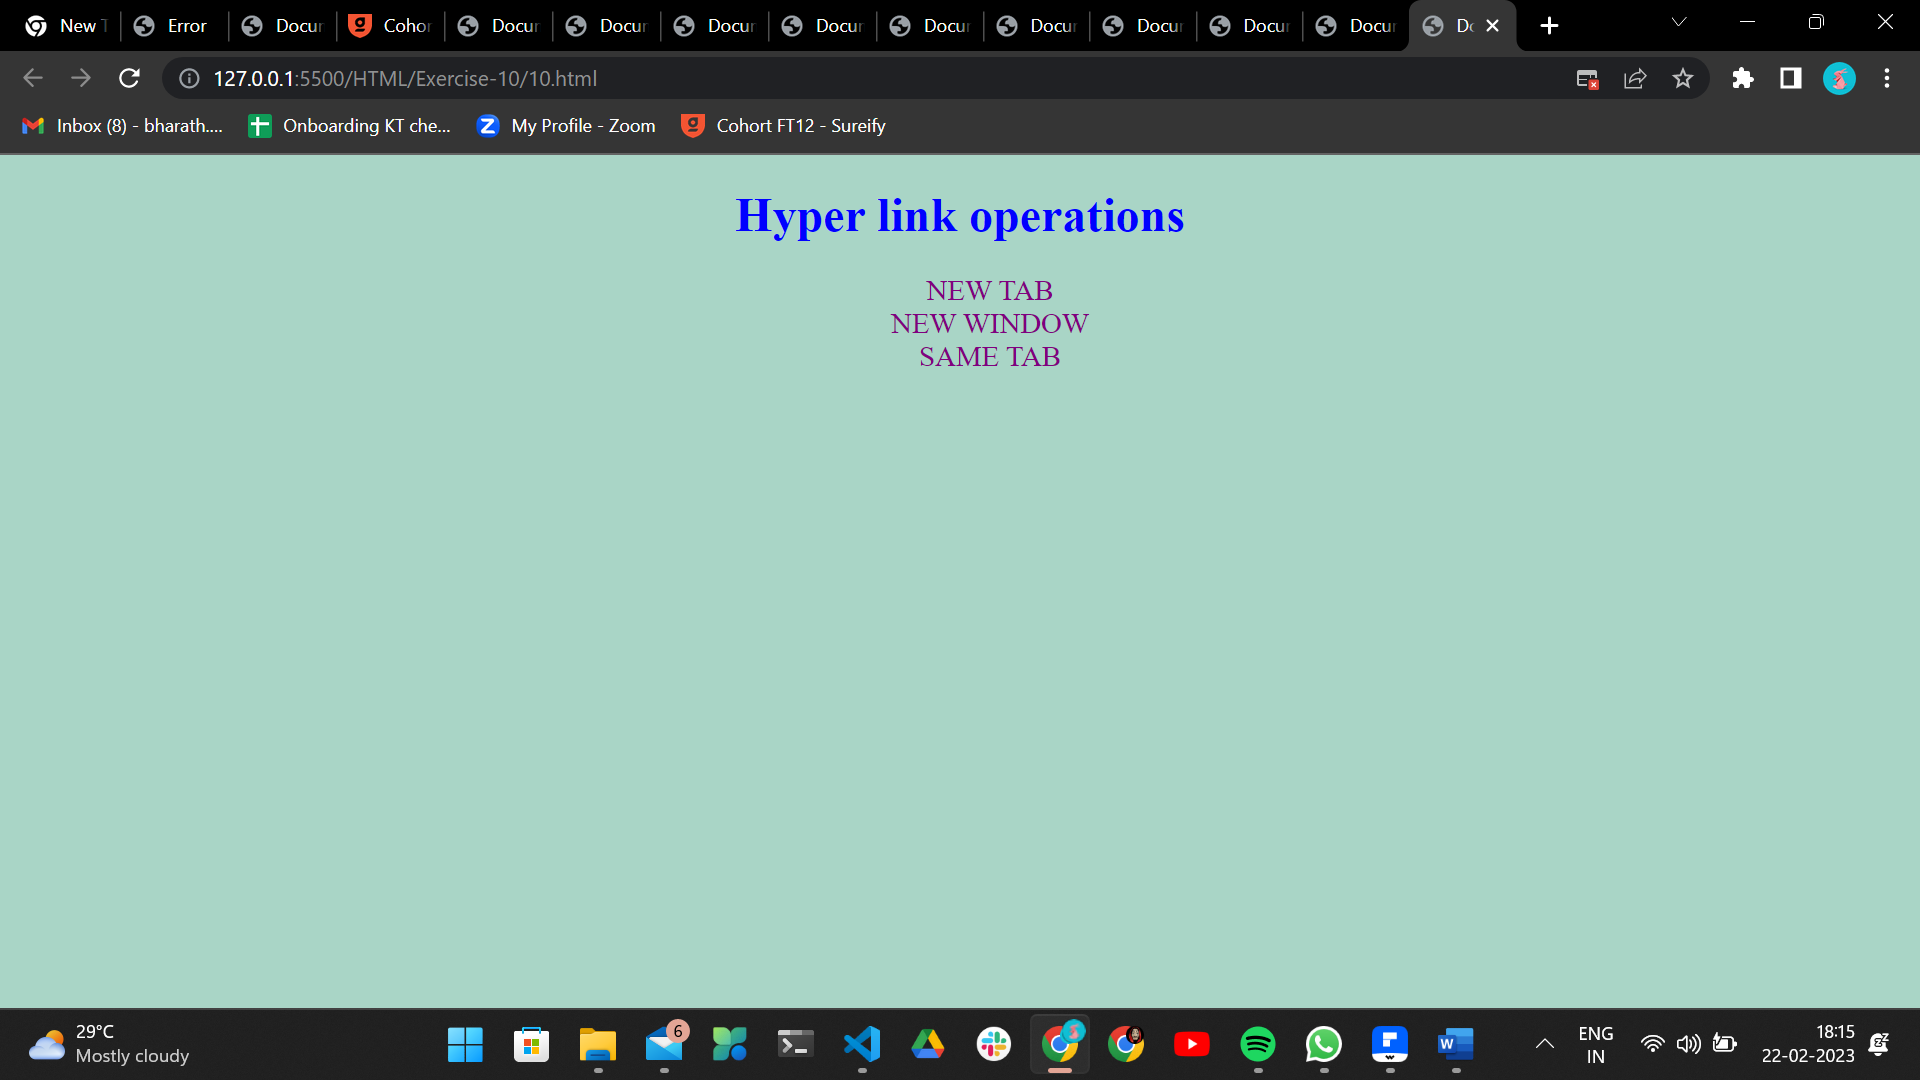 New T
Error
Docur
Cohor
Docur
Docur
Docur
Docur
Docur
Docur
Docur
Docur
Docur
Do
127.0.0.1:5500/HTML/Exercise-10/10.html
Inbox (8) - bharath....
Onboarding KT che...
My Profile - Zoom
Cohort FT12 - Sureify
Hyper link operations
NEW TAB
NEW WINDOW
SAME TAB
29°C
Mostly cloudy
6
ENG
IN
18:15
22-02-2023